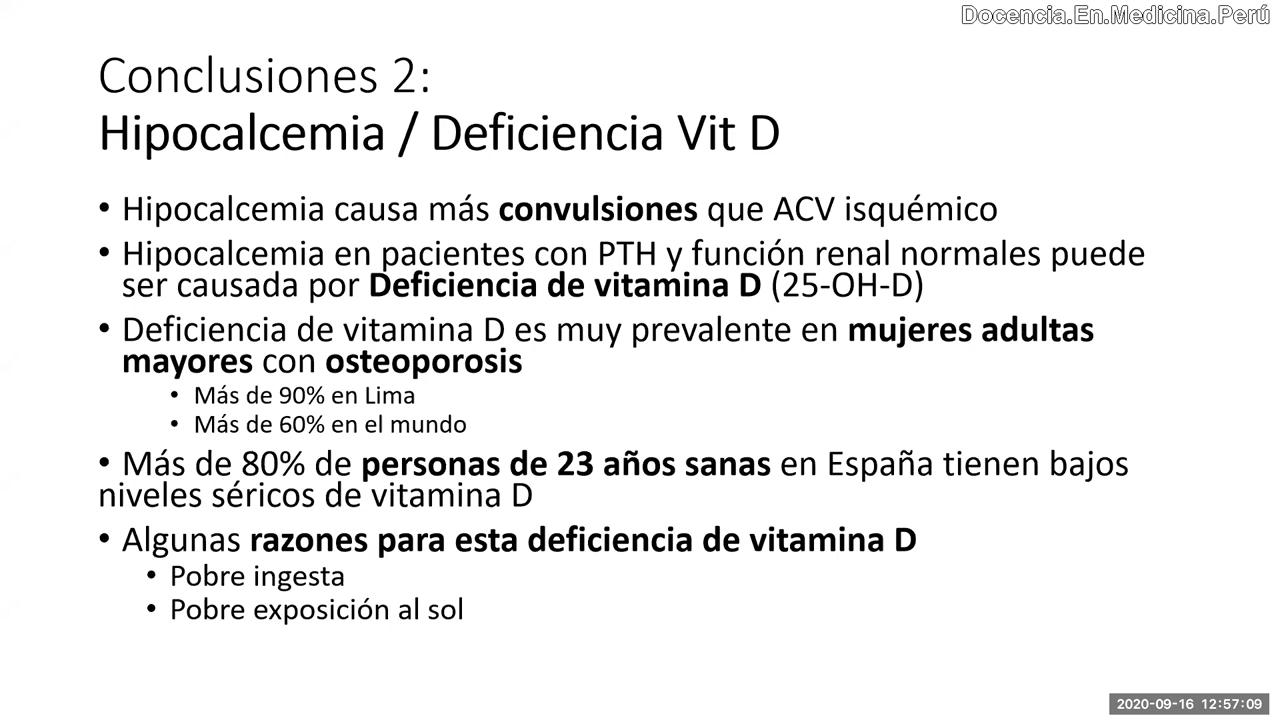 Docencia.En.Medicina.Perú
Conclusiones 2:
Hipocalcemia / Deficiencia Vit D
• Hipocalcemia causa más convulsiones que ACV isquémico
• Hipocalcemia en pacientes con PTH y función renal normales puede
ser causada por Deficiencia de vitamina D (25-OH-D)
• Deficiencia de vitamina D es muy prevalente en mujeres adultas
mayores con osteoporosis
• Más de 90% en Lima
• Más de 60% en el mundo
• Más de 80% de personas de 23 años sanas en España tienen bajos
niveles séricos de vitamina D
• Algunas razones para esta deficiencia de vitamina D
• Pobre ingesta
• Pobre exposición al sol
2020-09-16 12:57:09